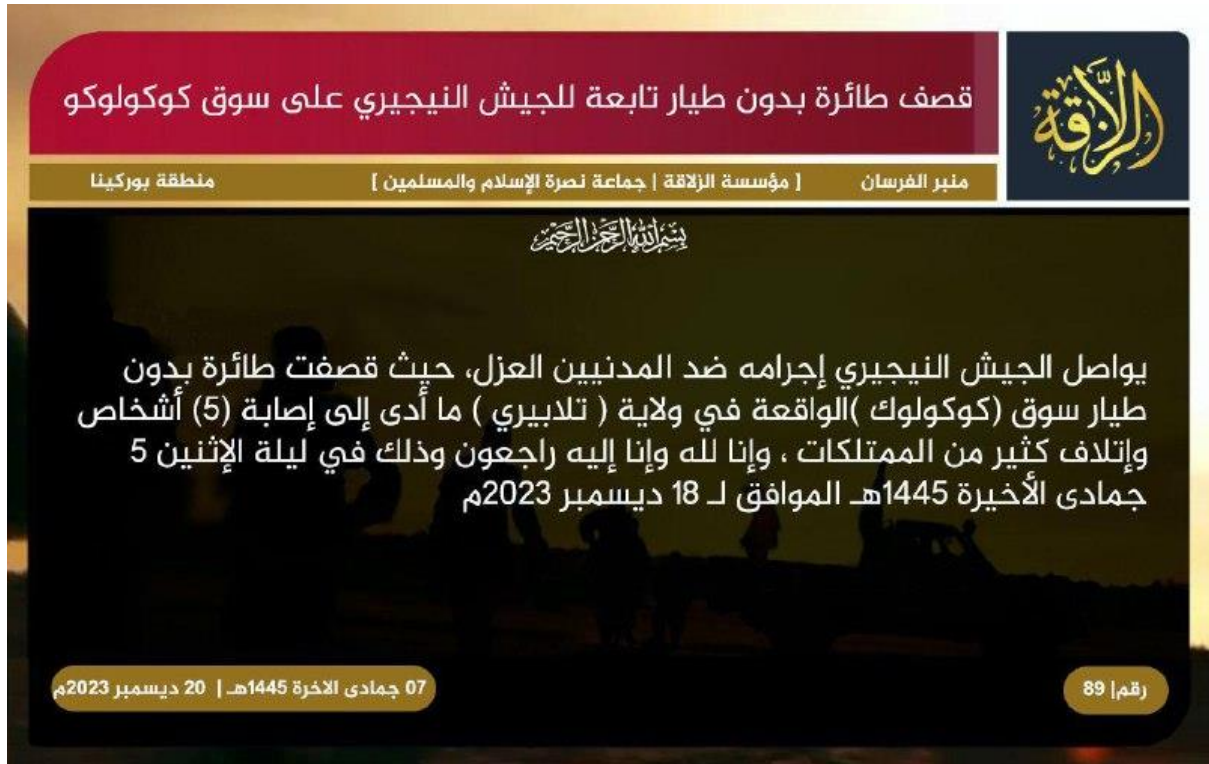 الزلاقة
قصف طائرة بدون طيار تابعة للجيش النيجيري على سوق كوكولوكو
منبر الفرسان [ مؤسسة الزلاقة | جماعة نصرة الإسلام والمسلمين ] منطقة بوركينا
بسم الله الرحمن الرحيم
يواصل الجيش النيجيري إجرامه ضد المدنيين العزل، حيث قصفت طائرة بدون
طيار سوق (كوكولوك )الواقعة في ولاية ( تلابيري ) ما أدى إلى إصابة (5) أشخاص
وإتلاف كثير من الممتلكات ، وإنا لله وإنا إليه راجعون وذلك في ليلة الإثنين 5
جمادى الأخيرة 1445هـ الموافق لـ 18 ديسمبر 2023م
رقم| 89
07 جمادى الاخرة 1445هـ | 20 ديسمبر 2023م